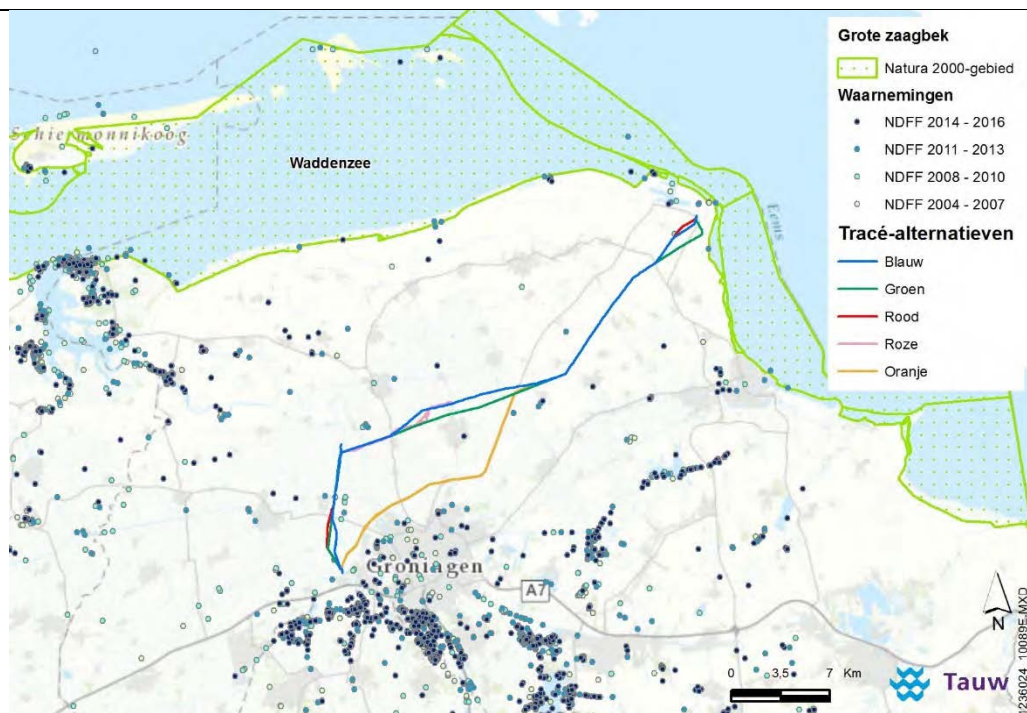 Grote zaagbek
Natura 2000-gebied
Waarnemingen
NDFF 2014 - 2016
NDFF 2011 - 2013
NDFF 2008 - 2010
NDFF 2004 - 2007
Tracé-alternatieven
Blauw
Groen
Rood
Roze
Oranje
Schiermonnikoog
Waddenzee
Eems
Groningen
A7
N
0 3,5 7 Km
Tauw
1236024_100895.MXD